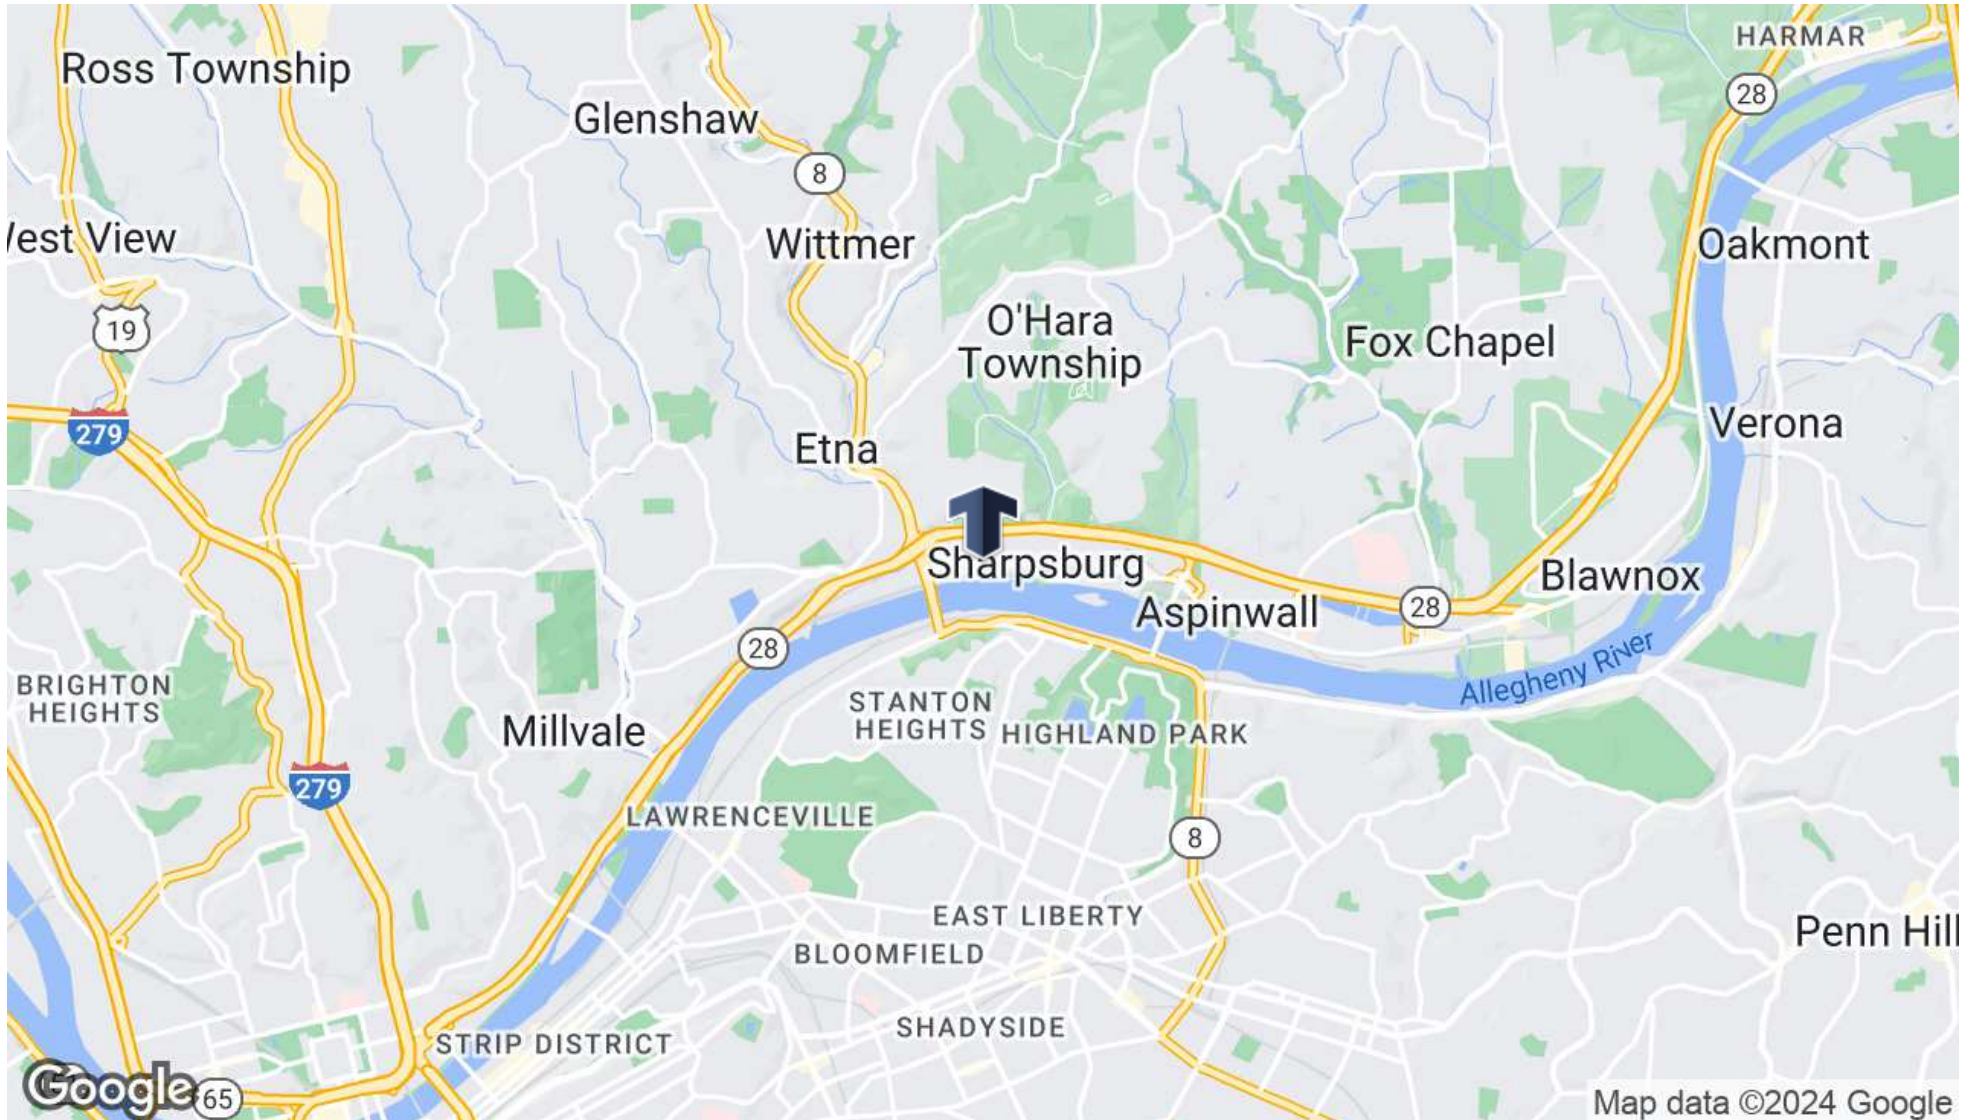 HARMAR
Ross Township
28
Glenshaw
8
West View
Wittmer
Oakmont
19
O'Hara
Township
Fox Chapel
279
Etna
Verona
Sharpsburg
Blawnox
28
Aspinwall
28
Allegheny River
BRIGHTON
HEIGHTS
STANTON
HEIGHTS
HIGHLAND PARK
Millvale
279
LAWRENCEVILLE
8
EAST LIBERTY
Penn Hill
BLOOMFIELD
SHADYSIDE
STRIP DISTRICT
Google
65
Map data ©2024 Google